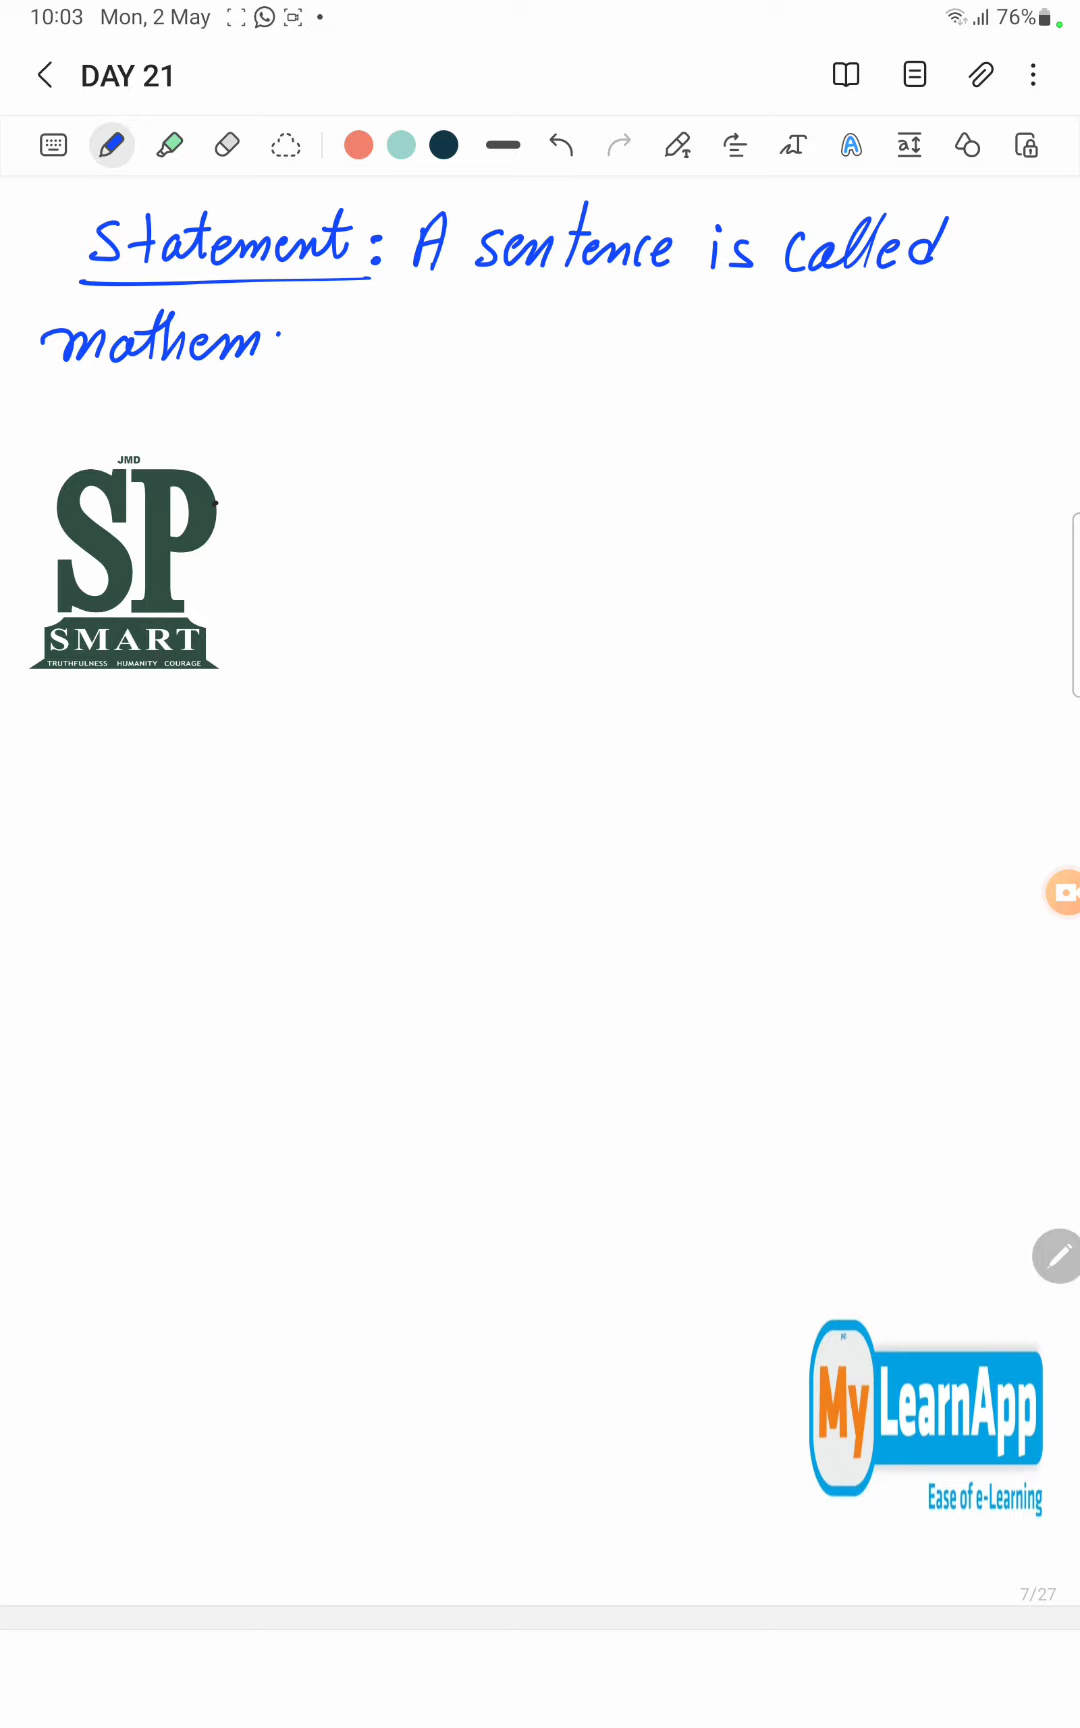 10:03 Mon, 2 May 76%
DAY 21
Statement: A sentence is called
mathem
JMD
SP
SMART
TRUTHFULNESS HUMANITY COURAGE
My LearnApp
Ease of e-Learning
7/27